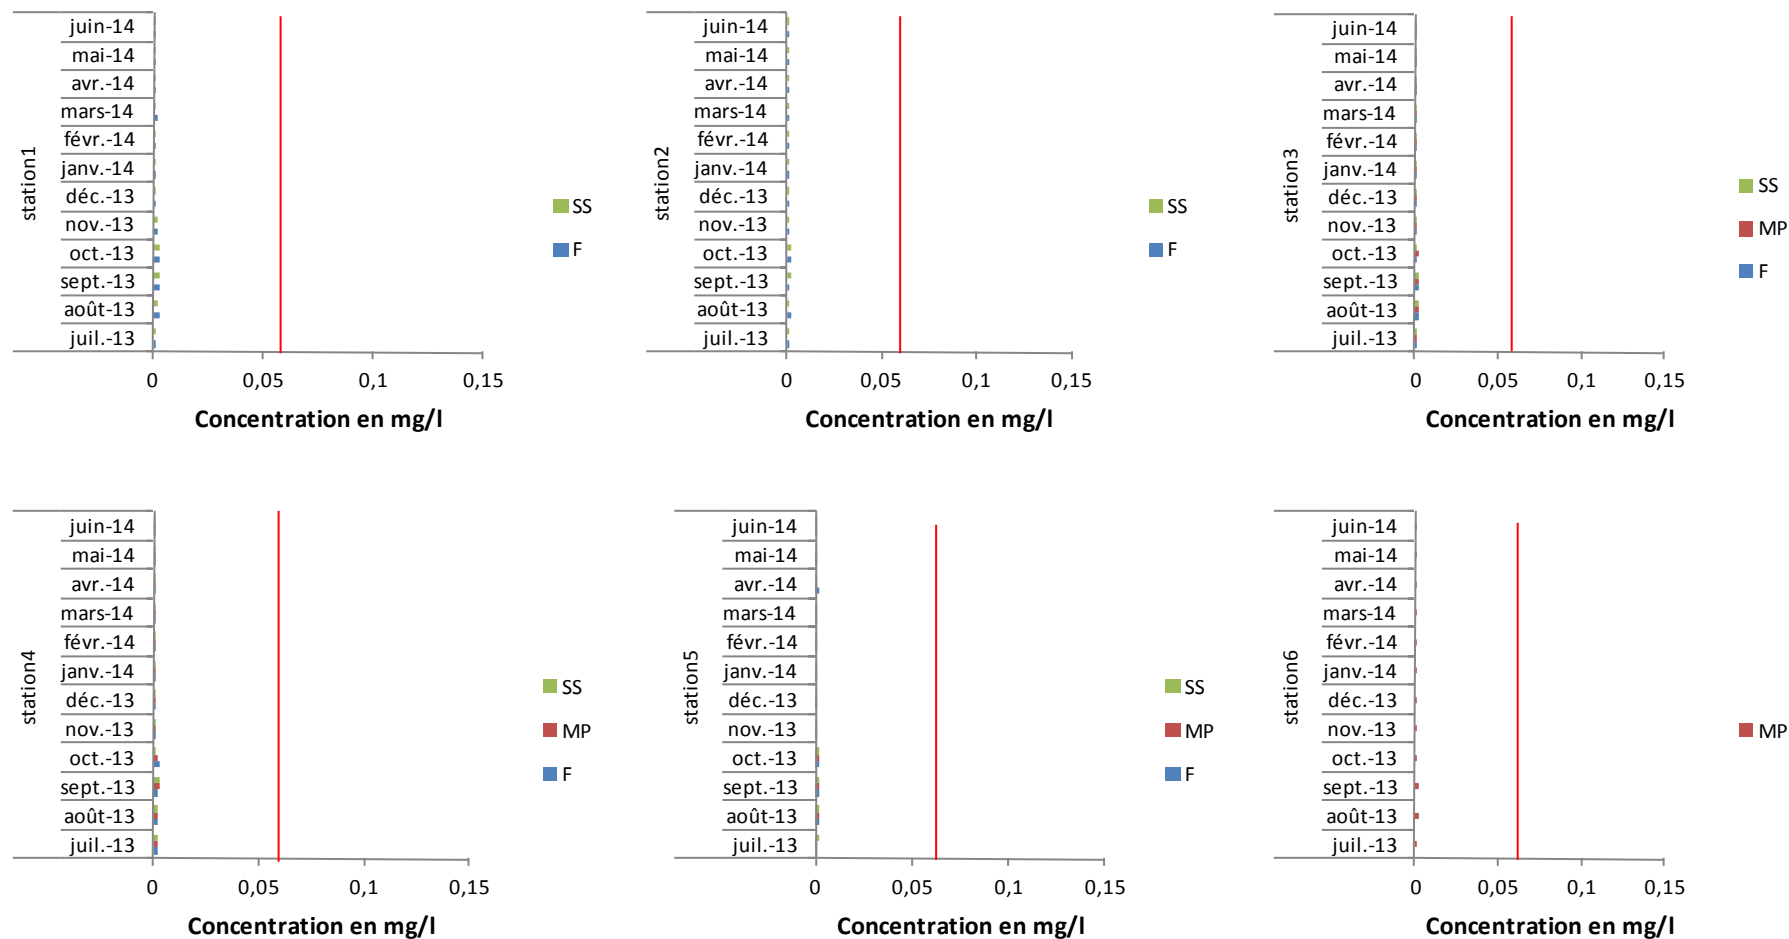 station1
juin-14
mai-14
avr.-14
mars-14
févr.-14
janv.-14
déc.-13
nov.-13
oct.-13
sept.-13
août-13
juil.-13
0 0,05 0,1 0,15
Concentration en mg/l
SS
F
station2
juin-14
mai-14
avr.-14
mars-14
févr.-14
janv.-14
déc.-13
nov.-13
oct.-13
sept.-13
août-13
juil.-13
0 0,05 0,1 0,15
Concentration en mg/l
SS
F
station3
juin-14
mai-14
avr.-14
mars-14
févr.-14
janv.-14
déc.-13
nov.-13
oct.-13
sept.-13
août-13
juil.-13
0 0,05 0,1 0,15
Concentration en mg/l
SS
MP
F
station4
juin-14
mai-14
avr.-14
mars-14
févr.-14
janv.-14
déc.-13
nov.-13
oct.-13
sept.-13
août-13
juil.-13
0 0,05 0,1 0,15
Concentration en mg/l
SS
MP
F
station5
juin-14
mai-14
avr.-14
mars-14
févr.-14
janv.-14
déc.-13
nov.-13
oct.-13
sept.-13
août-13
juil.-13
0 0,05 0,1 0,15
Concentration en mg/l
SS
MP
F
station6
juin-14
mai-14
avr.-14
mars-14
févr.-14
janv.-14
déc.-13
nov.-13
oct.-13
sept.-13
août-13
juil.-13
0 0,05 0,1 0,15
Concentration en mg/l
MP